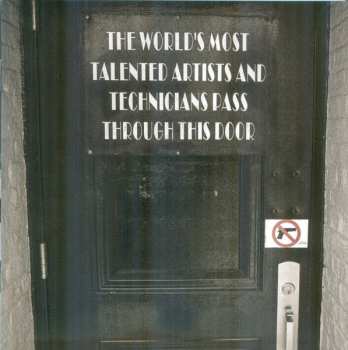 THE WORLD'S MOST
TALENTED ARTISTS AND
TECHNICIANS PASS
THROUGH THIS DOOR